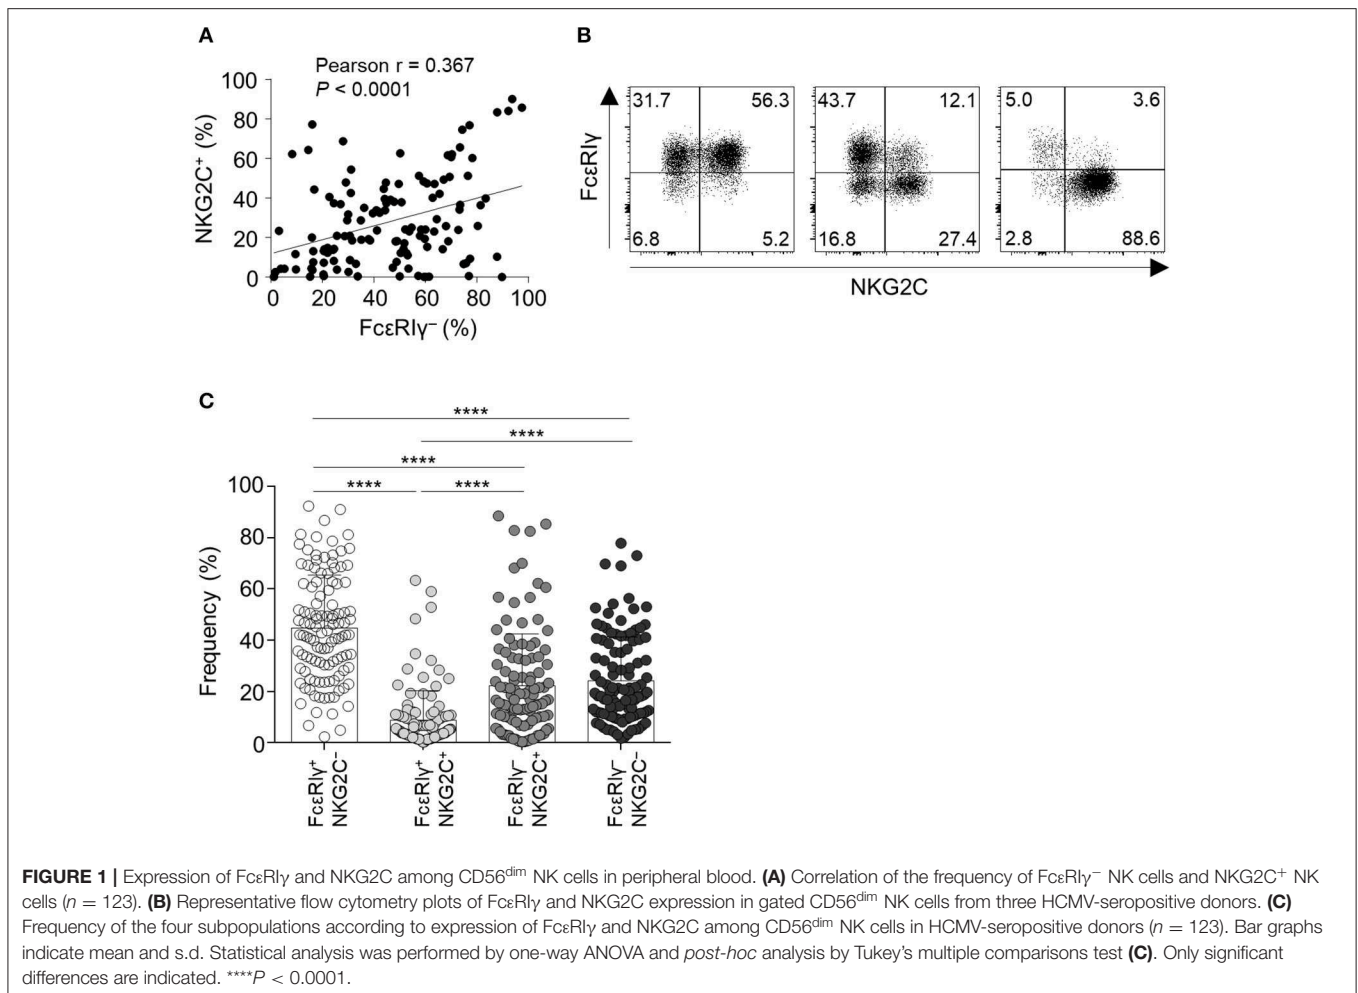 A
Pearson r = 0.367
P < 0.0001
NKG2C⁺ (%)
100
80
60
40
20
0
0 20 40 60 80 100
FcεRIγ⁻ (%)
B
FcεRIγ
31.7 56.3
6.8 5.2
43.7 12.1
16.8 27.4
5.0 3.6
2.8 88.6
NKG2C
C
****
****
****
**** ****
Frequency (%)
100
80
60
40
20
0
FcεRIγ⁺
NKG2C⁻
FcεRIγ⁺
NKG2C⁺
FcεRIγ⁻
NKG2C⁺
FcεRIγ⁻
NKG2C⁻
FIGURE 1 | Expression of FcεRIγ and NKG2C among CD56ᵈⁱᵐ NK cells in peripheral blood. (A) Correlation of the frequency of FcεRIγ⁻ NK cells and NKG2C⁺ NK
cells (n = 123). (B) Representative flow cytometry plots of FcεRIγ and NKG2C expression in gated CD56ᵈⁱᵐ NK cells from three HCMV-seropositive donors. (C)
Frequency of the four subpopulations according to expression of FcεRIγ and NKG2C among CD56ᵈⁱᵐ NK cells in HCMV-seropositive donors (n = 123). Bar graphs
indicate mean and s.d. Statistical analysis was performed by one-way ANOVA and post-hoc analysis by Tukey's multiple comparisons test (C). Only significant
differences are indicated. ****P < 0.0001.